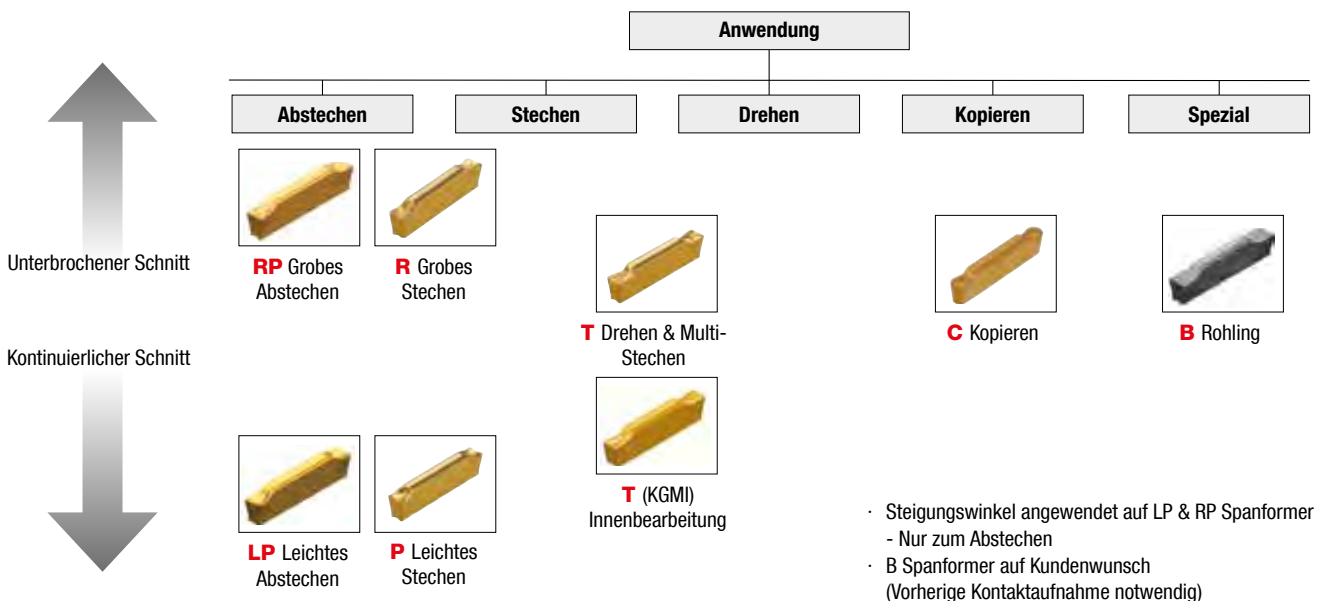 Anwendung
Abstechen
Stechen
Drehen
Kopieren
Spezial
Unterbrochener Schnitt
RP Grobes
Abstechen
R Grobes
Stechen
T Drehen & Multi-
Stechen
C Kopieren
B Rohling
Kontinuierlicher Schnitt
T (KGMI)
Innenbearbeitung
LP Leichtes
Abstechen
P Leichtes
Stechen
· Steigungswinkel angewendet auf LP & RP Spanformer
- Nur zum Abstechen
· B Spanformer auf Kundenwunsch
(Vorherige Kontaktaufnahme notwendig)